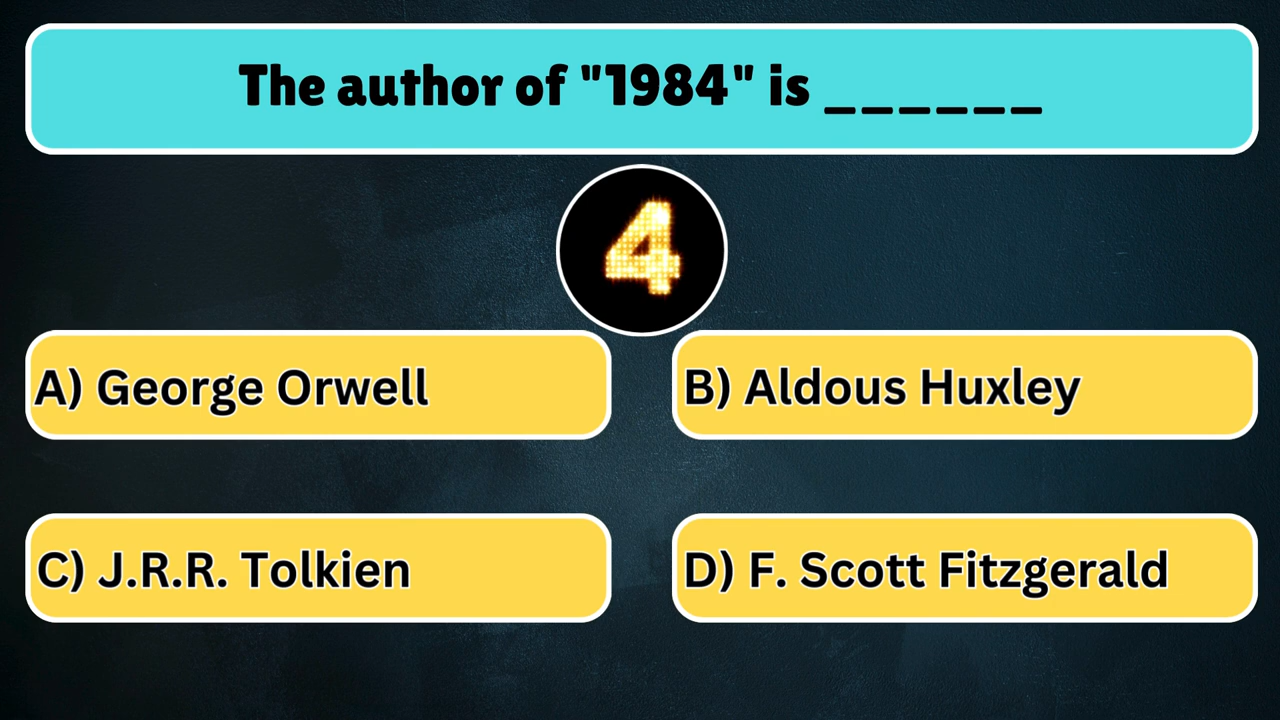 The author of "1984" is ______
4
A) George Orwell
B) Aldous Huxley
C) J.R.R. Tolkien
D) F. Scott Fitzgerald